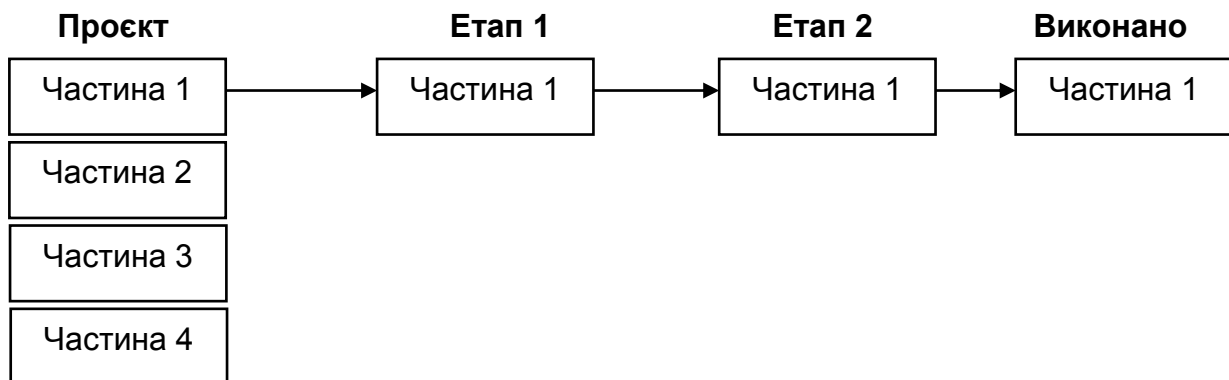 Проєкт Етап 1 Етап 2 Виконано
Частина 1 Частина 1 Частина 1 Частина 1
Частина 2
Частина 3
Частина 4